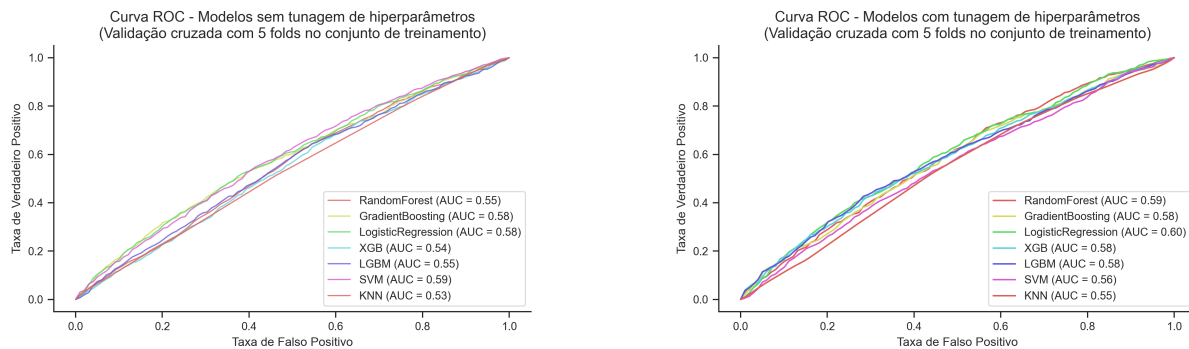 Curva ROC - Modelos sem tunagem de hiperparâmetros
(Validação cruzada com 5 folds no conjunto de treinamento)
Taxa de Verdadeiro Positivo
1.0
0.8
0.6
0.4
0.2
0.0
RandomForest (AUC = 0.55)
GradientBoosting (AUC = 0.58)
LogisticRegression (AUC = 0.58)
XGB (AUC = 0.54)
LGBM (AUC = 0.55)
SVM (AUC = 0.59)
KNN (AUC = 0.53)
0.0 0.2 0.4 0.6 0.8 1.0
Taxa de Falso Positivo
Curva ROC - Modelos com tunagem de hiperparâmetros
(Validação cruzada com 5 folds no conjunto de treinamento)
Taxa de Verdadeiro Positivo
1.0
0.8
0.6
0.4
0.2
0.0
RandomForest (AUC = 0.59)
GradientBoosting (AUC = 0.58)
LogisticRegression (AUC = 0.60)
XGB (AUC = 0.58)
LGBM (AUC = 0.58)
SVM (AUC = 0.56)
KNN (AUC = 0.55)
0.0 0.2 0.4 0.6 0.8 1.0
Taxa de Falso Positivo